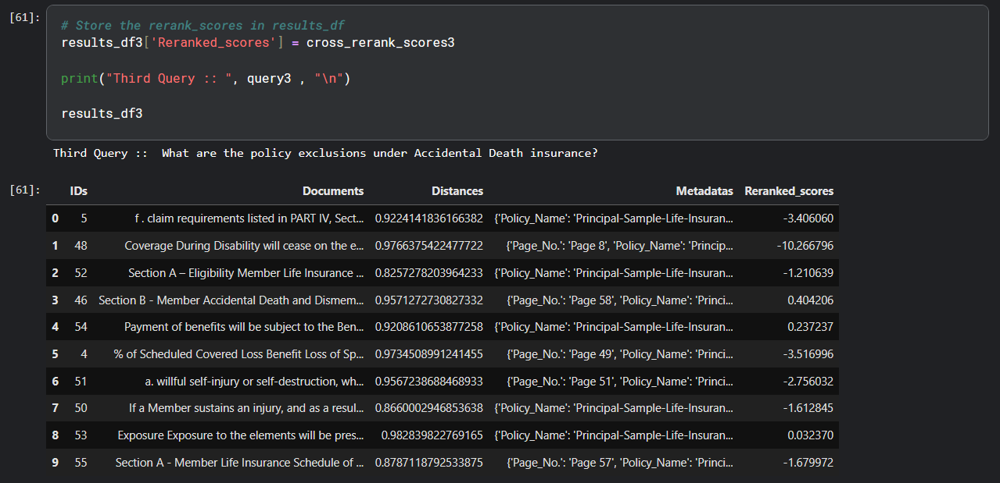 [61]:
# Store the rerank_scores in results_df
results_df3['Reranked_scores'] = cross_rerank_scores3
print("Third Query :: ", query3 , "\n")
results_df3
Third Query ::  What are the policy exclusions under Accidental Death insurance?
[61]:
IDs Documents Distances Metadatas Reranked_scores
0 5 f . claim requirements listed in PART IV, Sect... 0.9224141836166382 {'Policy_Name': 'Principal-Sample-Life-Insuran... -3.406060
1 48 Coverage During Disability will cease on the e... 0.9766375422477722 {'Page_No.': 'Page 8', 'Policy_Name': 'Princip... -10.266796
2 52 Section A – Eligibility Member Life Insurance ... 0.8257278203964233 {'Policy_Name': 'Principal-Sample-Life-Insuran... -1.210639
3 46 Section B - Member Accidental Death and Dismem... 0.9571272730827332 {'Page_No.': 'Page 58', 'Policy_Name': 'Princi... 0.404206
4 54 Payment of benefits will be subject to the Ben... 0.9208610653877258 {'Policy_Name': 'Principal-Sample-Life-Insuran... 0.237237
5 4 % of Scheduled Covered Loss Benefit Loss of Sp... 0.9734508991241455 {'Page_No.': 'Page 49', 'Policy_Name': 'Princi... -3.516996
6 51 a. willful self-injury or self-destruction, wh... 0.9567238688468933 {'Page_No.': 'Page 51', 'Policy_Name': 'Princi... -2.756032
7 50 If a Member sustains an injury, and as a resul... 0.8660002946853638 {'Policy_Name': 'Principal-Sample-Life-Insuran... -1.612845
8 53 Exposure Exposure to the elements will be pres... 0.982839822769165 {'Policy_Name': 'Principal-Sample-Life-Insuran... 0.032370
9 55 Section A - Member Life Insurance Schedule of ... 0.8787118792533875 {'Page_No.': 'Page 57', 'Policy_Name': 'Princi... -1.679972